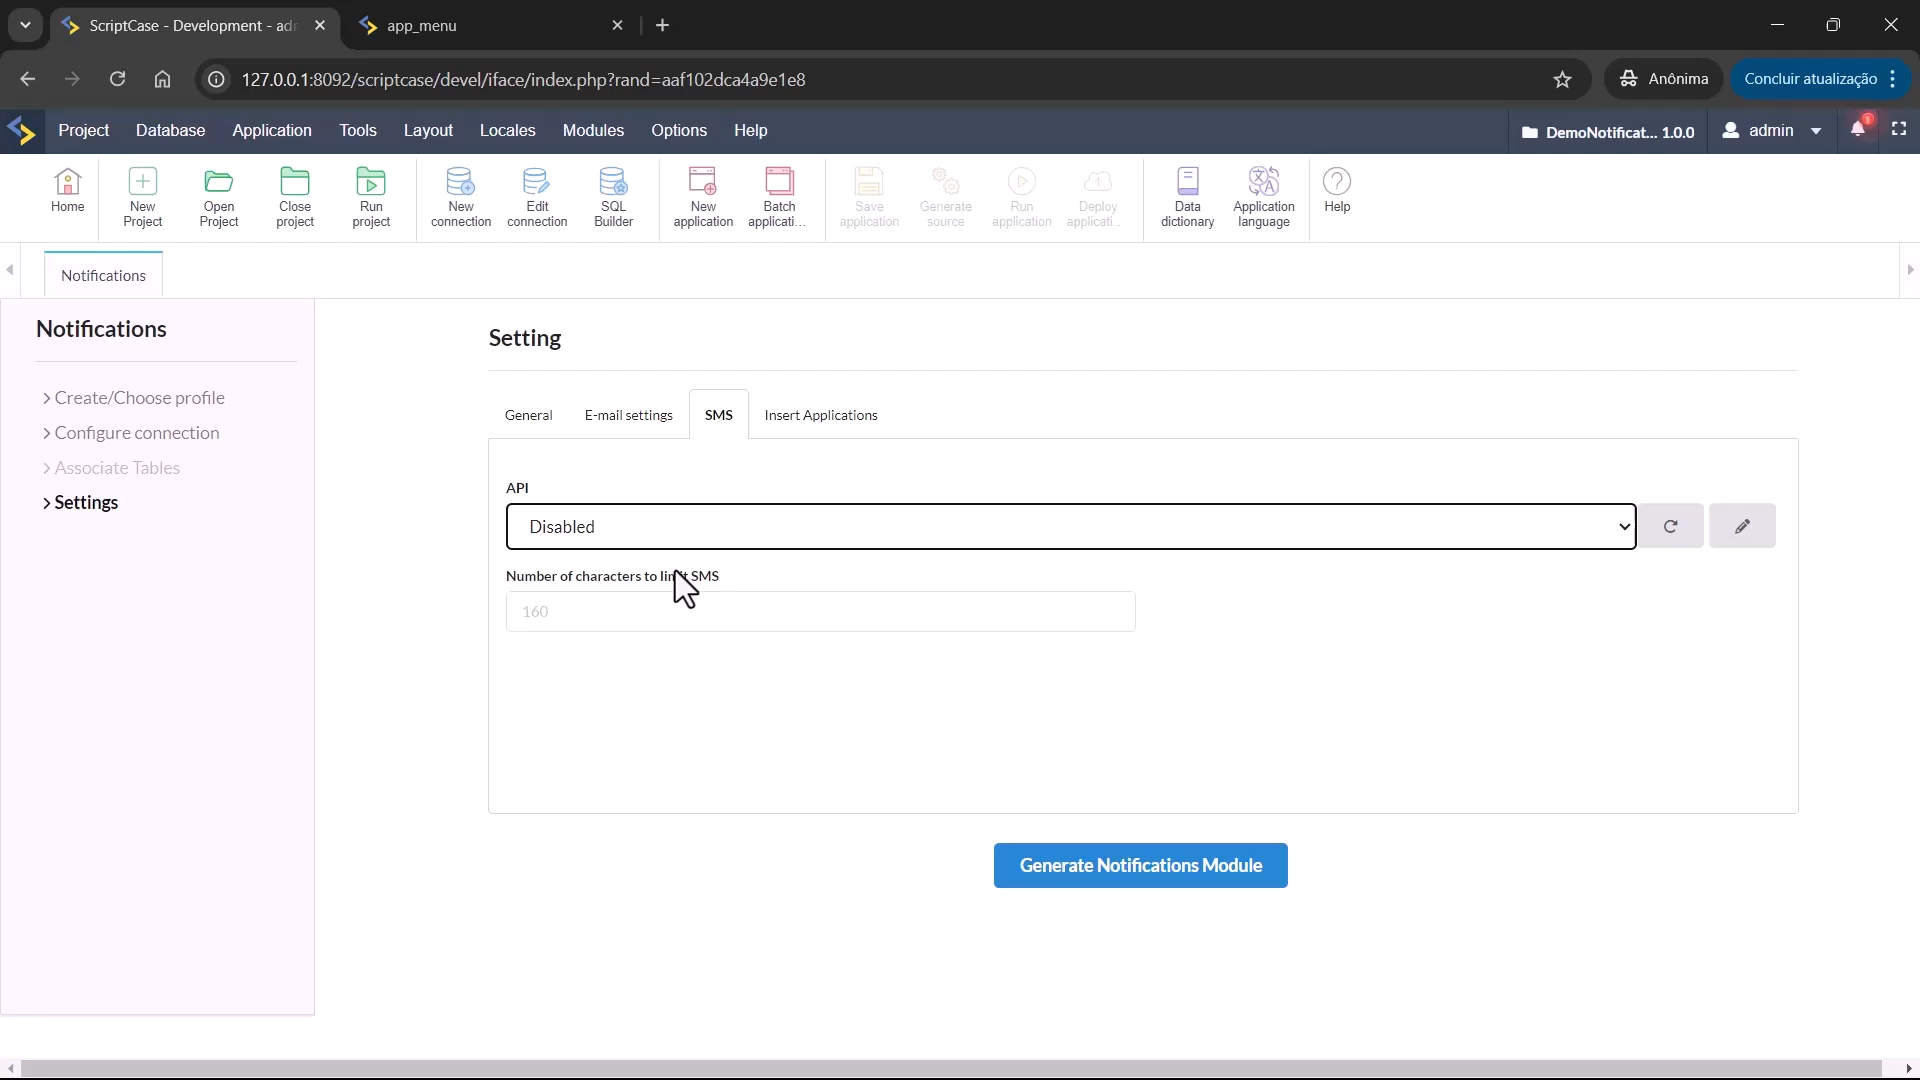 ScriptCase - Development - adr
app_menu
127.0.0.1:8092/scriptcase/devel/iface/index.php?rand=aaf102dca4a9e1e8
Anônima
Concluir atualização
Project Database Application Tools Layout Locales Modules Options Help
DemoNotificat... 1.0.0
admin
1
Home
New Project
Open Project
Close project
Run project
New connection
Edit connection
SQL Builder
New application
Batch applicati...
Save application
Generate source
Run application
Deploy applicati...
Data dictionary
Application language
Help
Notifications
Notifications
> Create/Choose profile
> Configure connection
> Associate Tables
> Settings
Setting
General E-mail settings SMS Insert Applications
API
Disabled
Number of characters to limit SMS
160
Generate Notifications Module